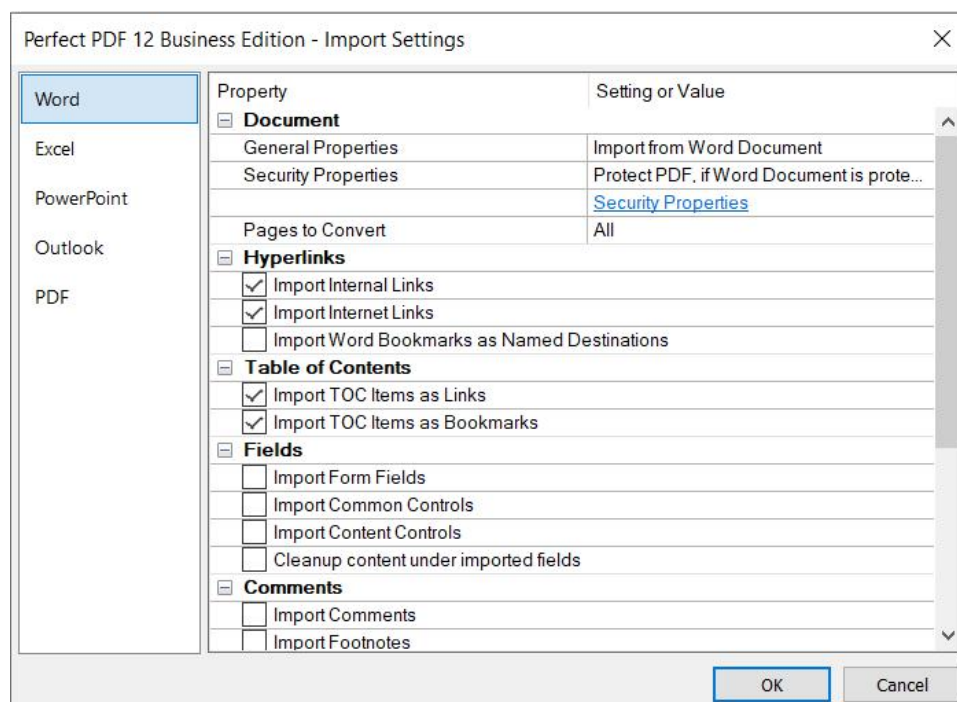 Perfect PDF 12 Business Edition - Import Settings
Word
Excel
PowerPoint
Outlook
PDF
Property Setting or Value
Document
General Properties Import from Word Document
Security Properties Protect PDF, if Word Document is prote...
Security Properties
Pages to Convert All
Hyperlinks
Import Internal Links
Import Internet Links
Import Word Bookmarks as Named Destinations
Table of Contents
Import TOC Items as Links
Import TOC Items as Bookmarks
Fields
Import Form Fields
Import Common Controls
Import Content Controls
Cleanup content under imported fields
Comments
Import Comments
Import Footnotes
OK Cancel